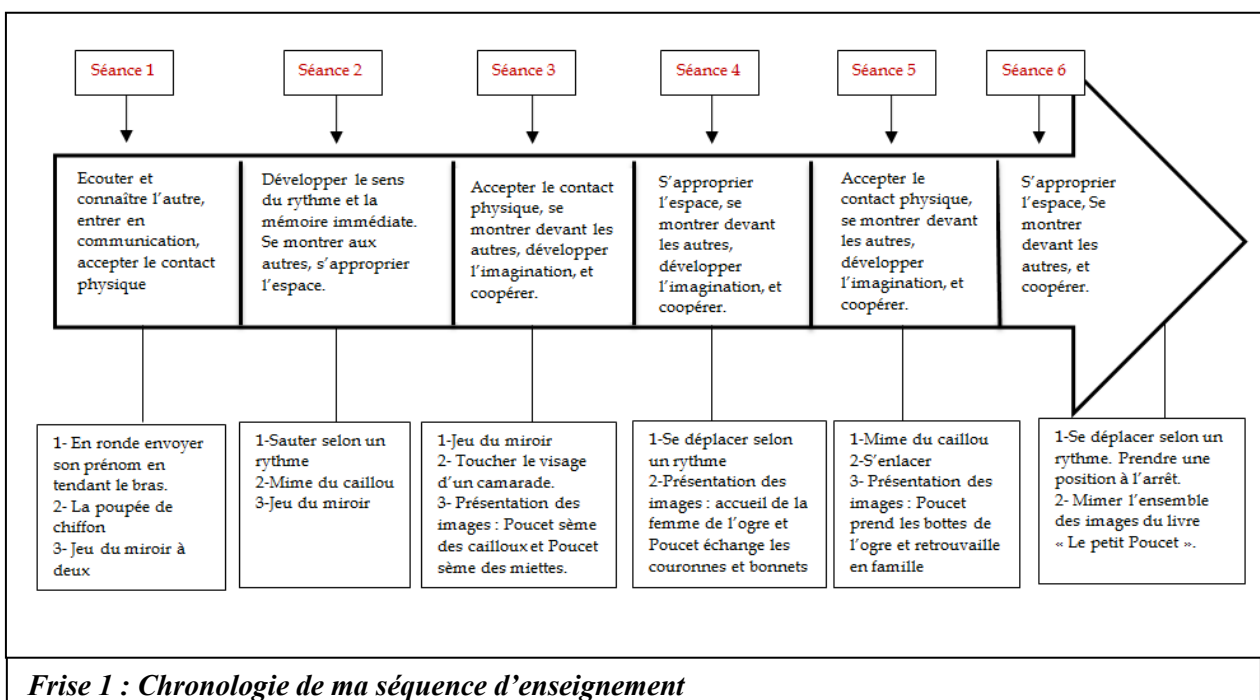 Séance 1
Séance 2
Séance 3
Séance 4
Séance 5
Séance 6
Ecouter et
connaître l’autre,
entrer en
communication,
accepter le contact
physique
Développer le sens
du rythme et la
mémoire immédiate.
Se montrer aux
autres, s’approprier
l’espace.
Accepter le contact
physique, se
montrer devant les
autres, développer
l’imagination, et
coopérer.
S’approprier
l’espace, se
montrer devant
les autres,
développer
l’imagination, et
coopérer.
Accepter le
contact physique,
se montrer devant
les autres,
développer
l’imagination, et
coopérer.
S’approprier
l’espace, Se
montrer
devant les
autres, et
coopérer.
1- En ronde envoyer
son prénom en
tendant le bras.
2- La poupée de
chiffon
3- Jeu du miroir à
deux
1-Sauter selon un
rythme
2-Mime du caillou
3-Jeu du miroir
1-Jeu du miroir
2- Toucher le visage
d’un camarade.
3- Présentation des
images : Poucet sème
des cailloux et Poucet
sème des miettes.
1-Se déplacer selon
un rythme
2-Présentation des
images : accueil de la
femme de l’ogre et
Poucet échange les
couronnes et bonnets
1-Mime du caillou
2-S’enlacer
3- Présentation des
images : Poucet
prend les bottes de
l’ogre et retrouvaille
en famille
1-Se déplacer selon un
rythme. Prendre une
position à l’arrêt.
2- Mimer l’ensemble
des images du livre
« Le petit Poucet ».
Frise 1 : Chronologie de ma séquence d’enseignement